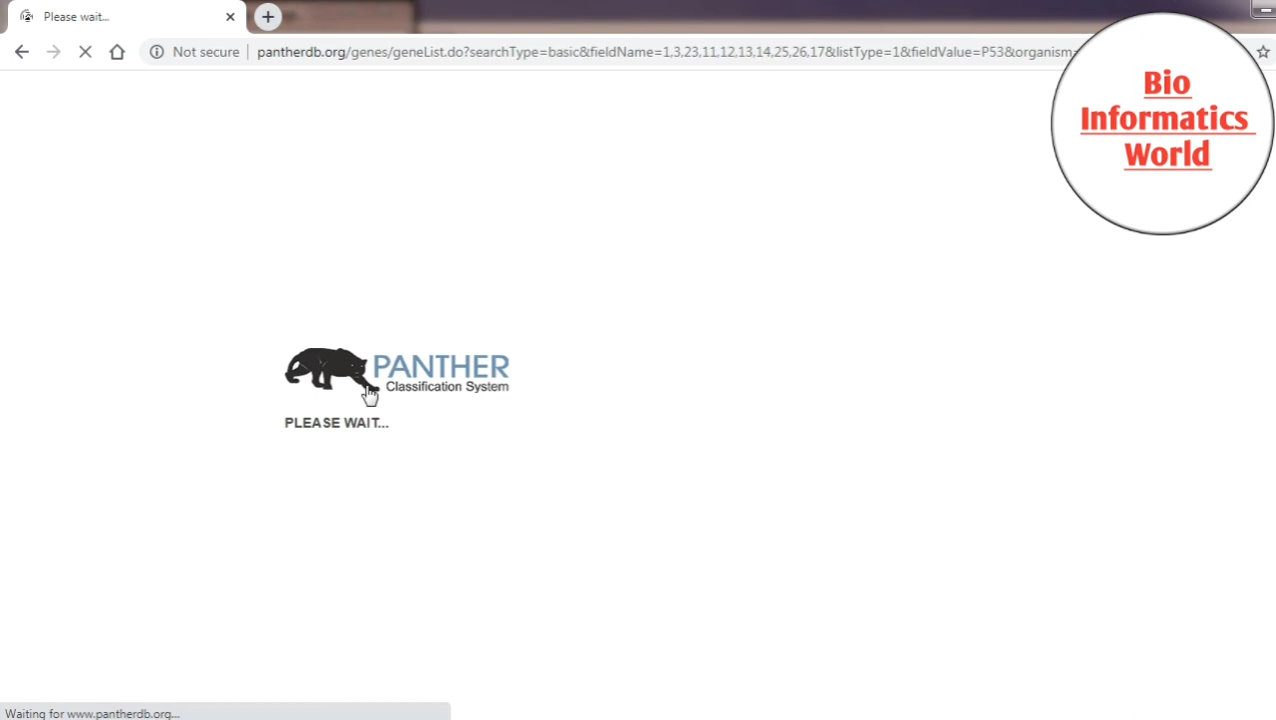 Please wait...
Not secure
pantherdb.org/genes/geneList.do?searchType=basic&fieldName=1,3,23,11,12,13,14,25,26,17&listType=1&fieldValue=P53&organism
Bio
Informatics
World
PANTHER
Classification System
PLEASE WAIT...
Waiting for www.pantherdb.org...